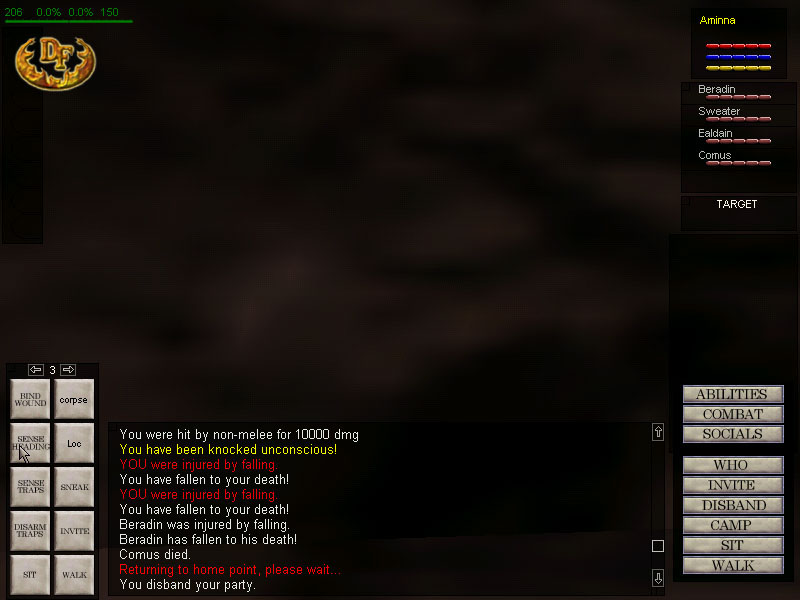 206 0.0% 0.0% 150
DF
Aminna
Beradin
Sweater
Ealdain
Comus
TARGET
3
BIND WOUND
corpse
SENSE HEADING
Loc
SENSE TRAPS
SNEAK
DISARM TRAPS
INVITE
SIT
WALK
You were hit by non-melee for 10000 dmg
You have been knocked unconscious!
YOU were injured by falling.
You have fallen to your death!
YOU were injured by falling.
You have fallen to your death!
Beradin was injured by falling.
Beradin has fallen to his death!
Comus died.
Returning to home point, please wait...
You disband your party.
ABILITIES
COMBAT
SOCIALS
WHO
INVITE
DISBAND
CAMP
SIT
WALK